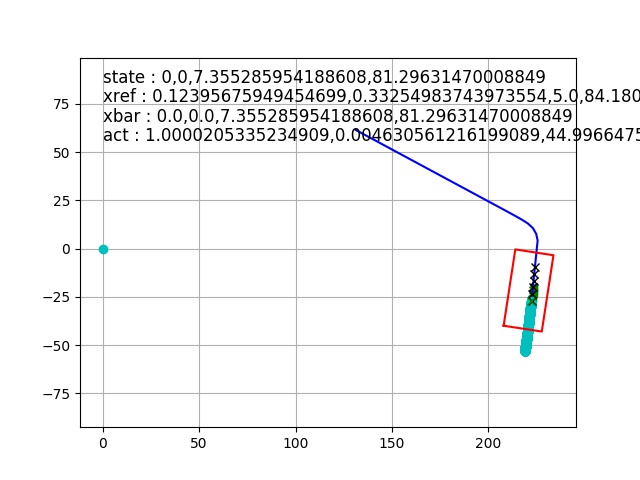 state : 0,0,7.355285954188608,81.29631470008849
xref : 0.12395675949454699,0.33254983743973554,5.0,84.180
xbar : 0.0,0.0,7.355285954188608,81.29631470008849
act : 1.0000205335234909,0.004630561216199089,44.9966475
75
50
25
0
−25
−50
−75
0 50 100 150 200